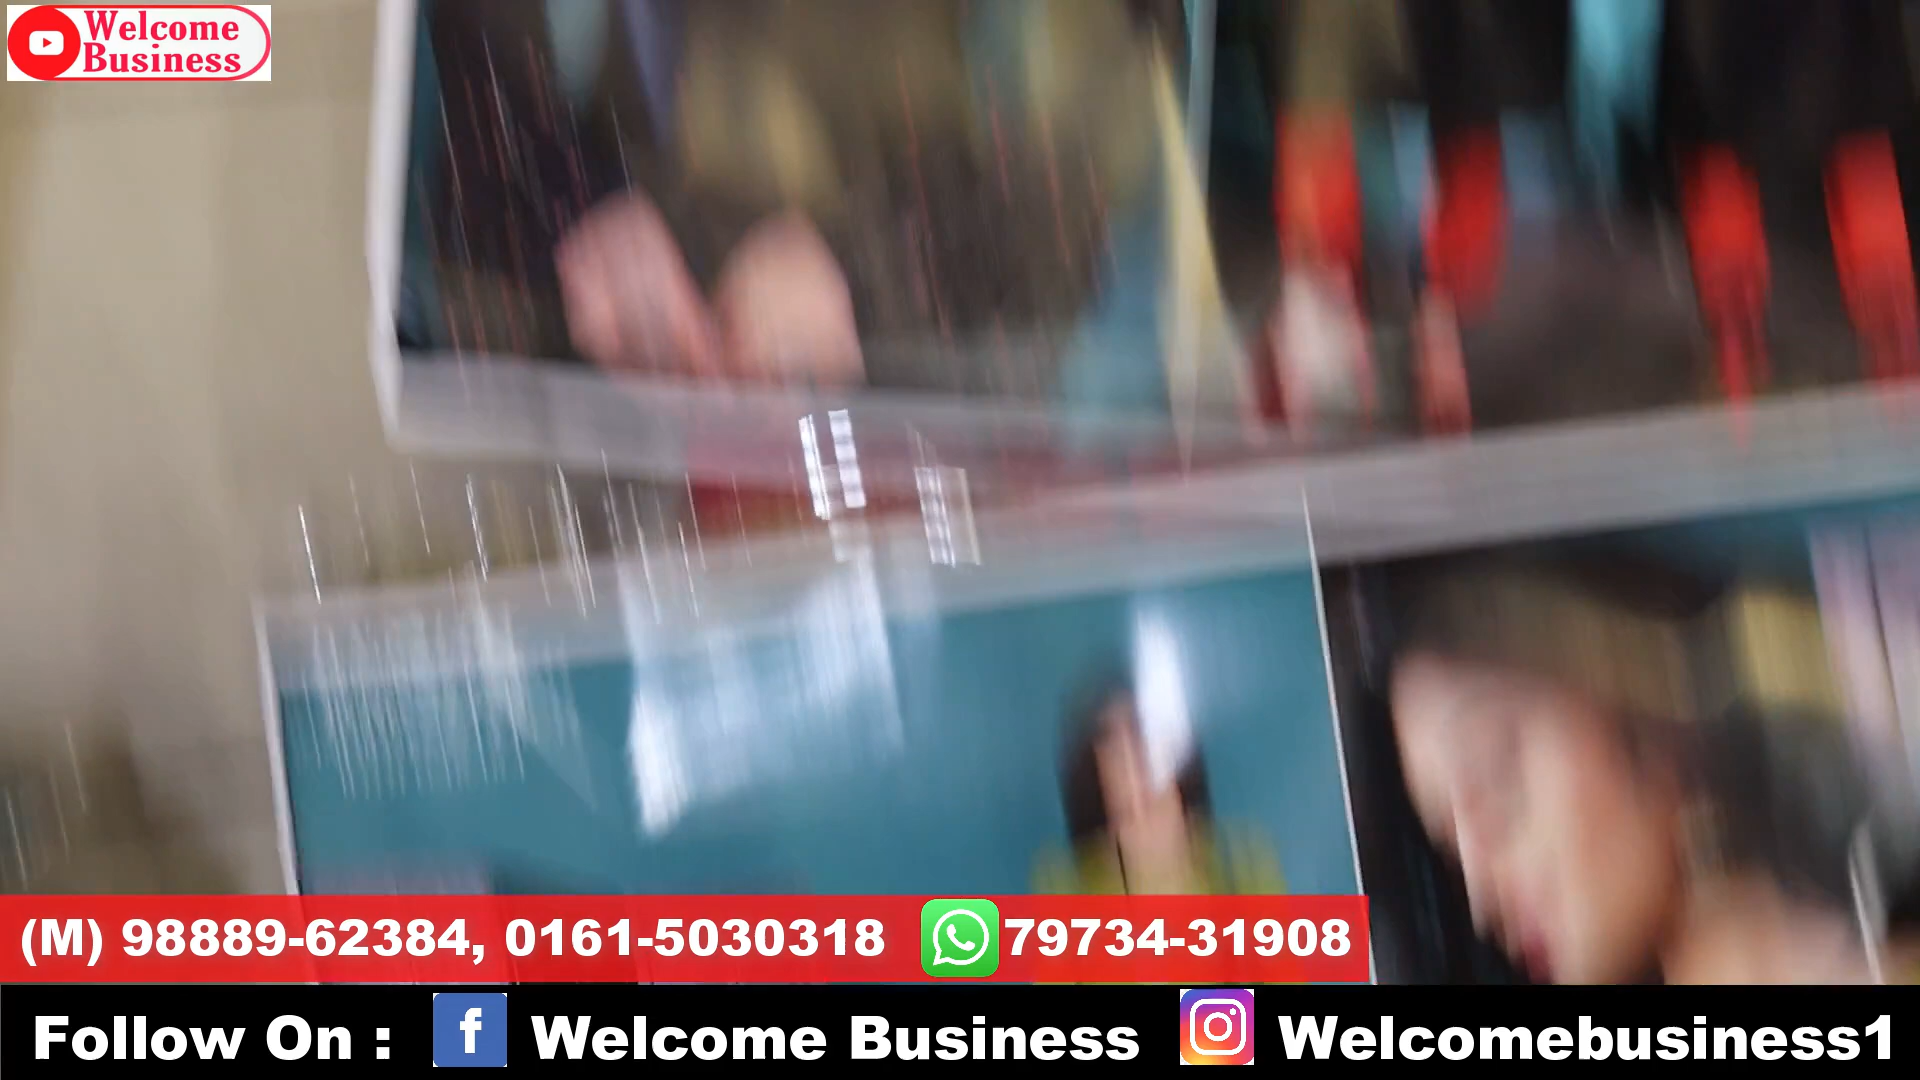 Welcome
Business
(M) 98889-62384, 0161-5030318 79734-31908
Follow On : f Welcome Business Welcomebusiness1